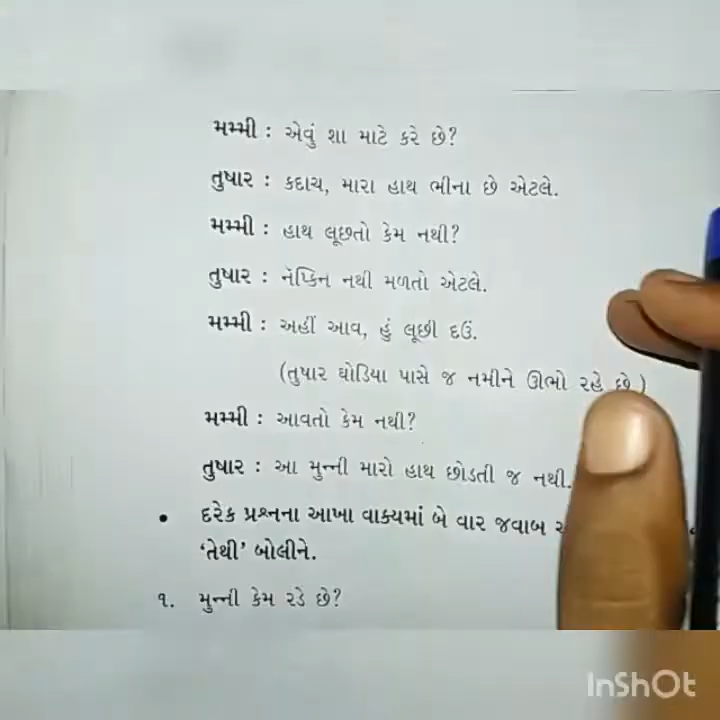 મમ્મી : એવું શા માટે કરે છે?
તુષાર : કદાચ, મારા હાથ ભીના છે એટલે.
મમ્મી : હાથ લૂછતો કેમ નથી?
તુષાર : નૅપ્કિન નથી મળતો એટલે.
મમ્મી : અહીં આવ, હું લૂછી દઉં.
(તુષાર ઘોડિયા પાસે જ નમીને ઊભો રહે છે)
મમ્મી : આવતો કેમ નથી?
તુષાર : આ મુન્ની મારો હાથ છોડતી જ નથી.
• દરેક પ્રશ્નના આખા વાક્યમાં બે વાર જવાબ
‘તેથી’ બોલીને.
૧. મુન્ની કેમ રડે છે?
InShOt